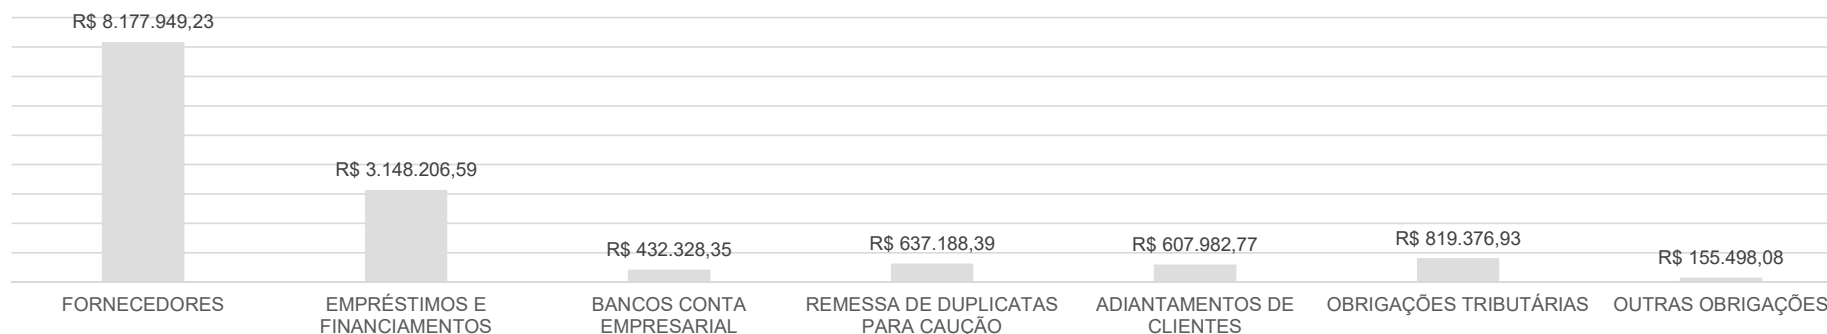 R$ 8.177.949,23
R$ 3.148.206,59
R$ 432.328,35
R$ 637.188,39
R$ 607.982,77
R$ 819.376,93
R$ 155.498,08
FORNECEDORES
EMPRÉSTIMOS E
FINANCIAMENTOS
BANCOS CONTA
EMPRESARIAL
REMESSA DE DUPLICATAS
PARA CAUÇÃO
ADIANTAMENTOS DE
CLIENTES
OBRIGAÇÕES TRIBUTÁRIAS
OUTRAS OBRIGAÇÕES